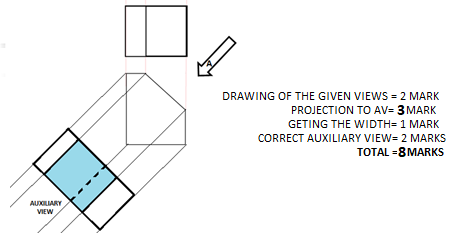 A
DRAWING OF THE GIVEN VIEWS = 2 MARK
PROJECTION TO AV= 3 MARK
GETING THE WIDTH= 1 MARK
CORRECT AUXILIARY VIEW= 2 MARKS
TOTAL =8 MARKS
AUXILIARY
VIEW